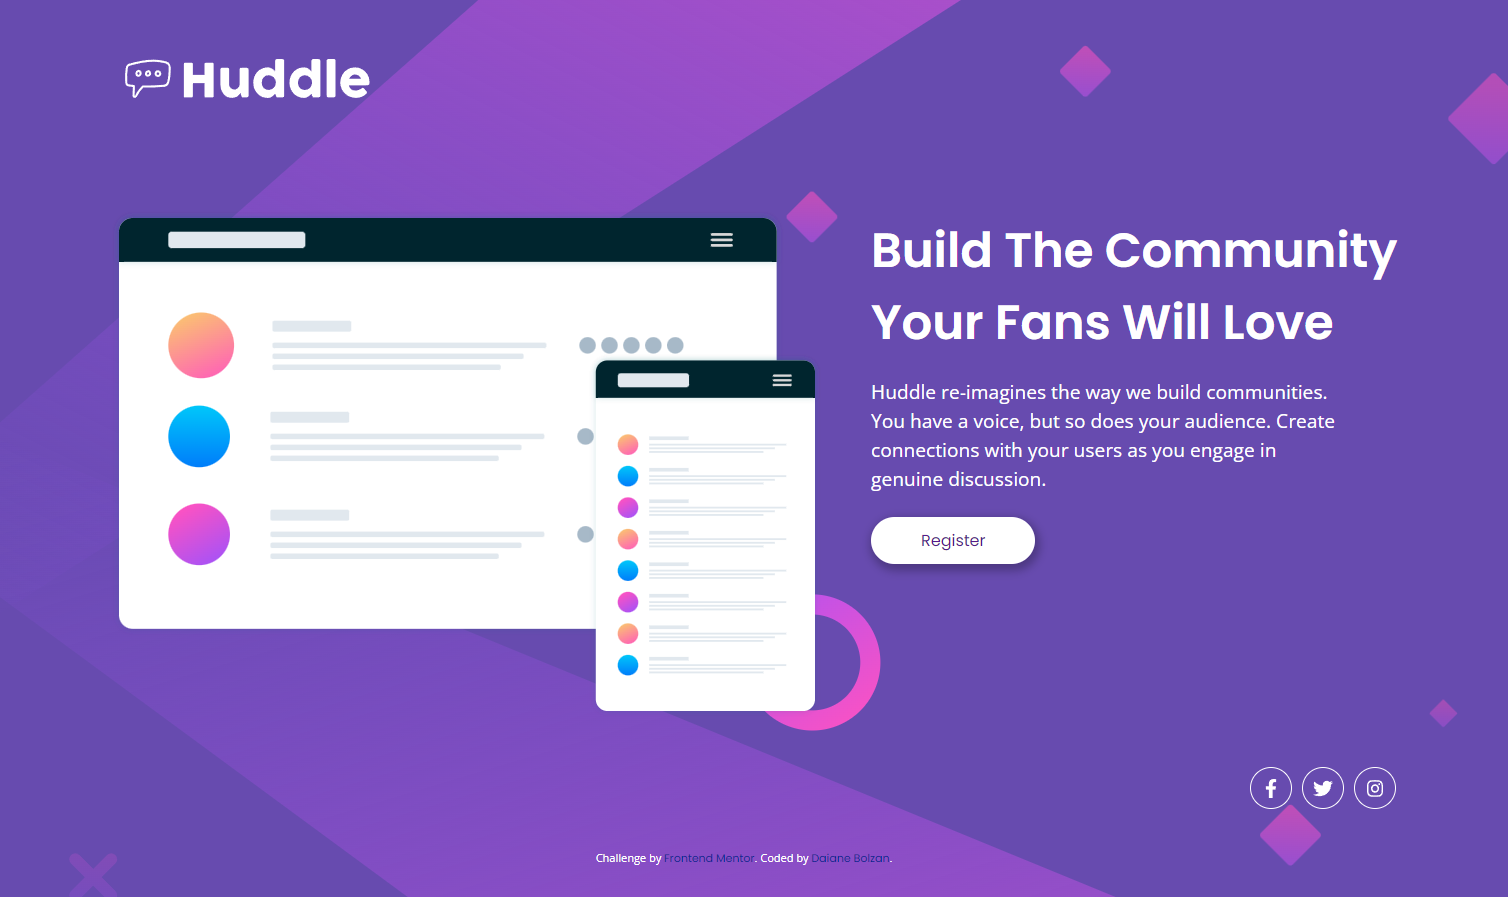 Huddle
Build The Community
Your Fans Will Love
Huddle re-imagines the way we build communities.
You have a voice, but so does your audience. Create
connections with your users as you engage in
genuine discussion.
Register
Challenge by Frontend Mentor. Coded by Daiane Bolzan.